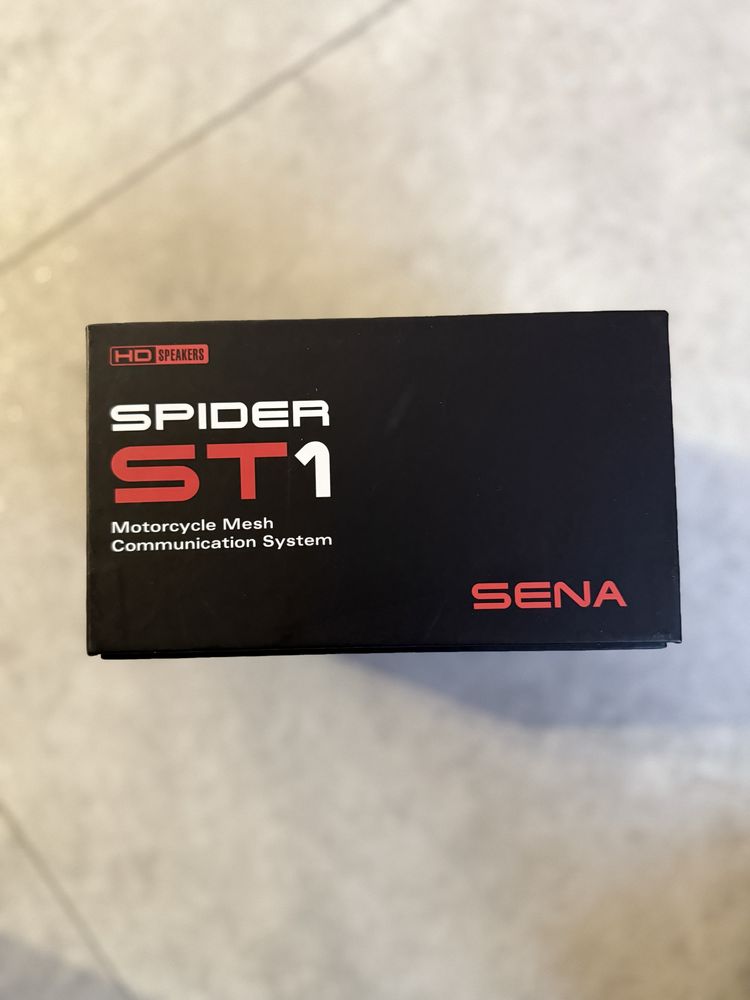 HD SPEAKERS
SPIDER
ST1
Motorcycle Mesh
Communication System
SENA